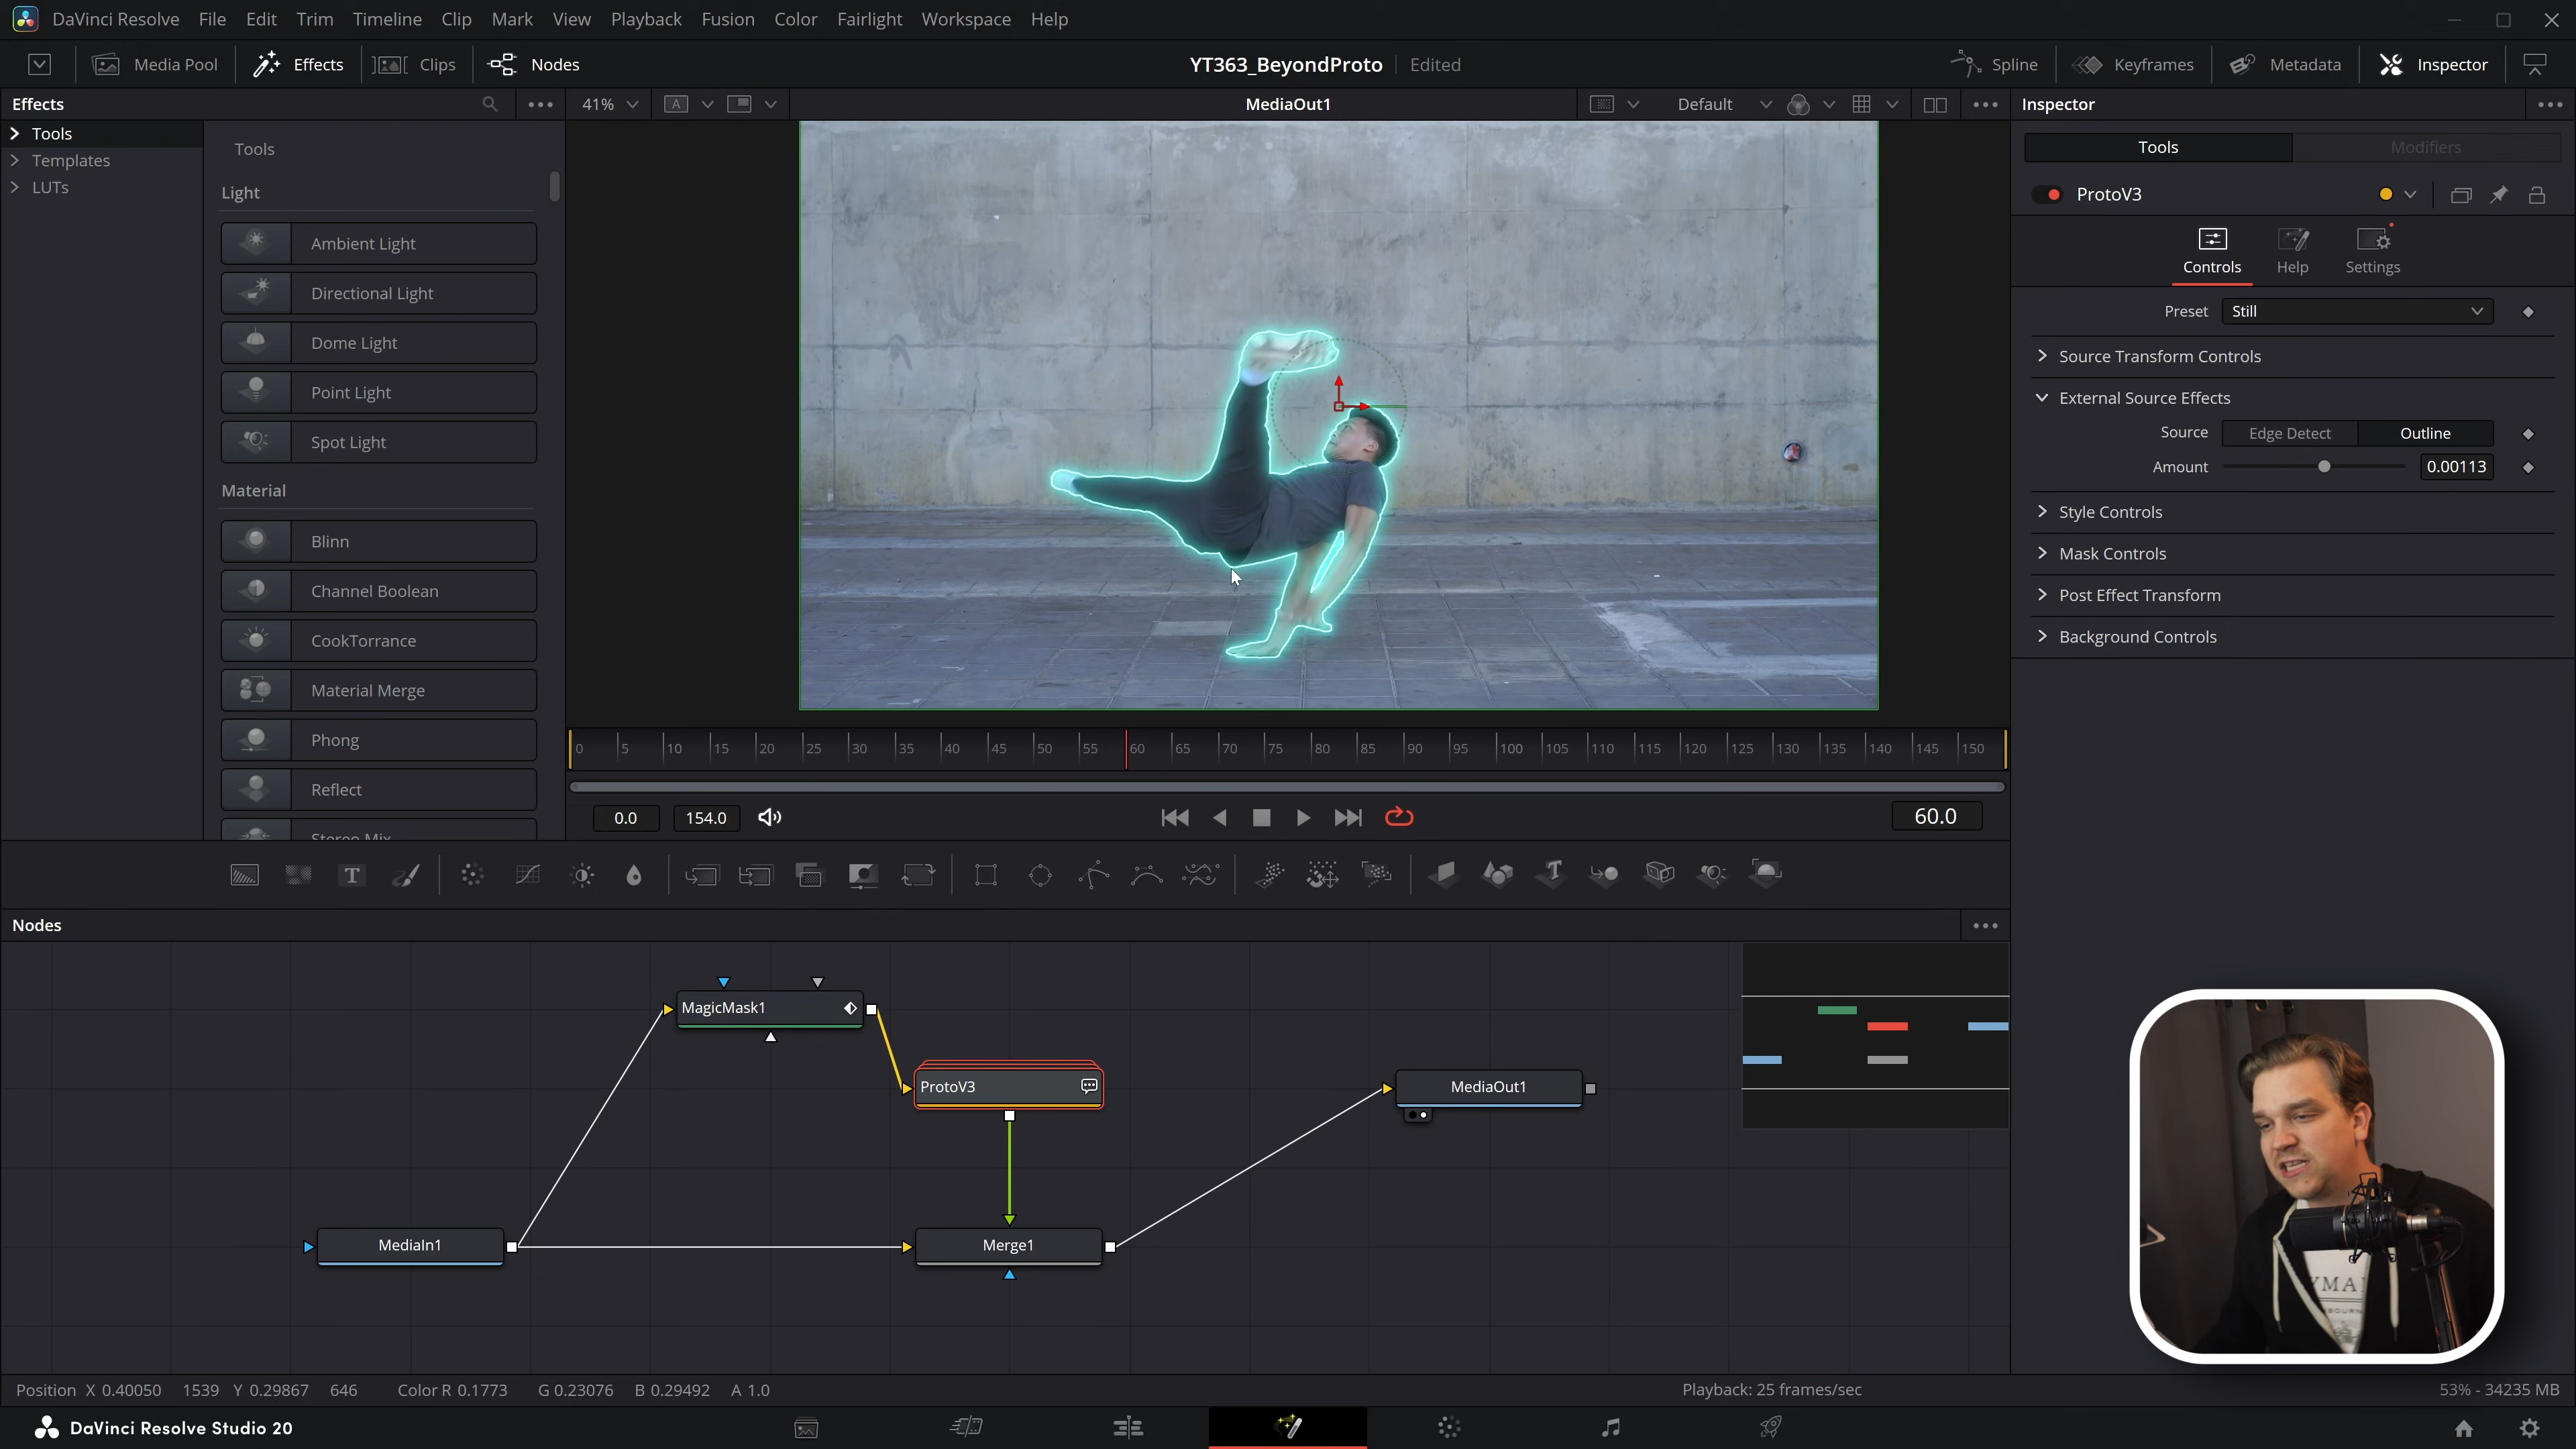 DaVinci Resolve File Edit Trim Timeline Clip Mark View Playback Fusion Color Fairlight Workspace Help
Media Pool Effects Clips Nodes YT363_BeyondProto Edited Spline Keyframes Metadata Inspector
Effects 41% A MediaOut1 Default Inspector
Tools
Templates
LUTs
Tools
Light
Ambient Light
Directional Light
Dome Light
Point Light
Spot Light
Material
Blinn
Channel Boolean
CookTorrance
Material Merge
Phong
Reflect
Stereo Mix
Tools Modifiers
ProtoV3
Controls Help Settings
Preset Still
Source Transform Controls
External Source Effects
Source Edge Detect Outline
Amount 0.00113
Style Controls
Mask Controls
Post Effect Transform
Background Controls
0 5 10 15 20 25 30 35 40 45 50 55 60 65 70 75 80 85 90 95 100 105 110 115 120 125 130 135 140 145 150
0.0 154.0 60.0
T T
Nodes
MagicMask1
ProtoV3
MediaOut1
MediaIn1
Merge1
Position X 0.40050 1539 Y 0.29867 646 Color R 0.1773 G 0.23076 B 0.29492 A 1.0 Playback: 25 frames/sec 53% - 34235 MB
DaVinci Resolve Studio 20